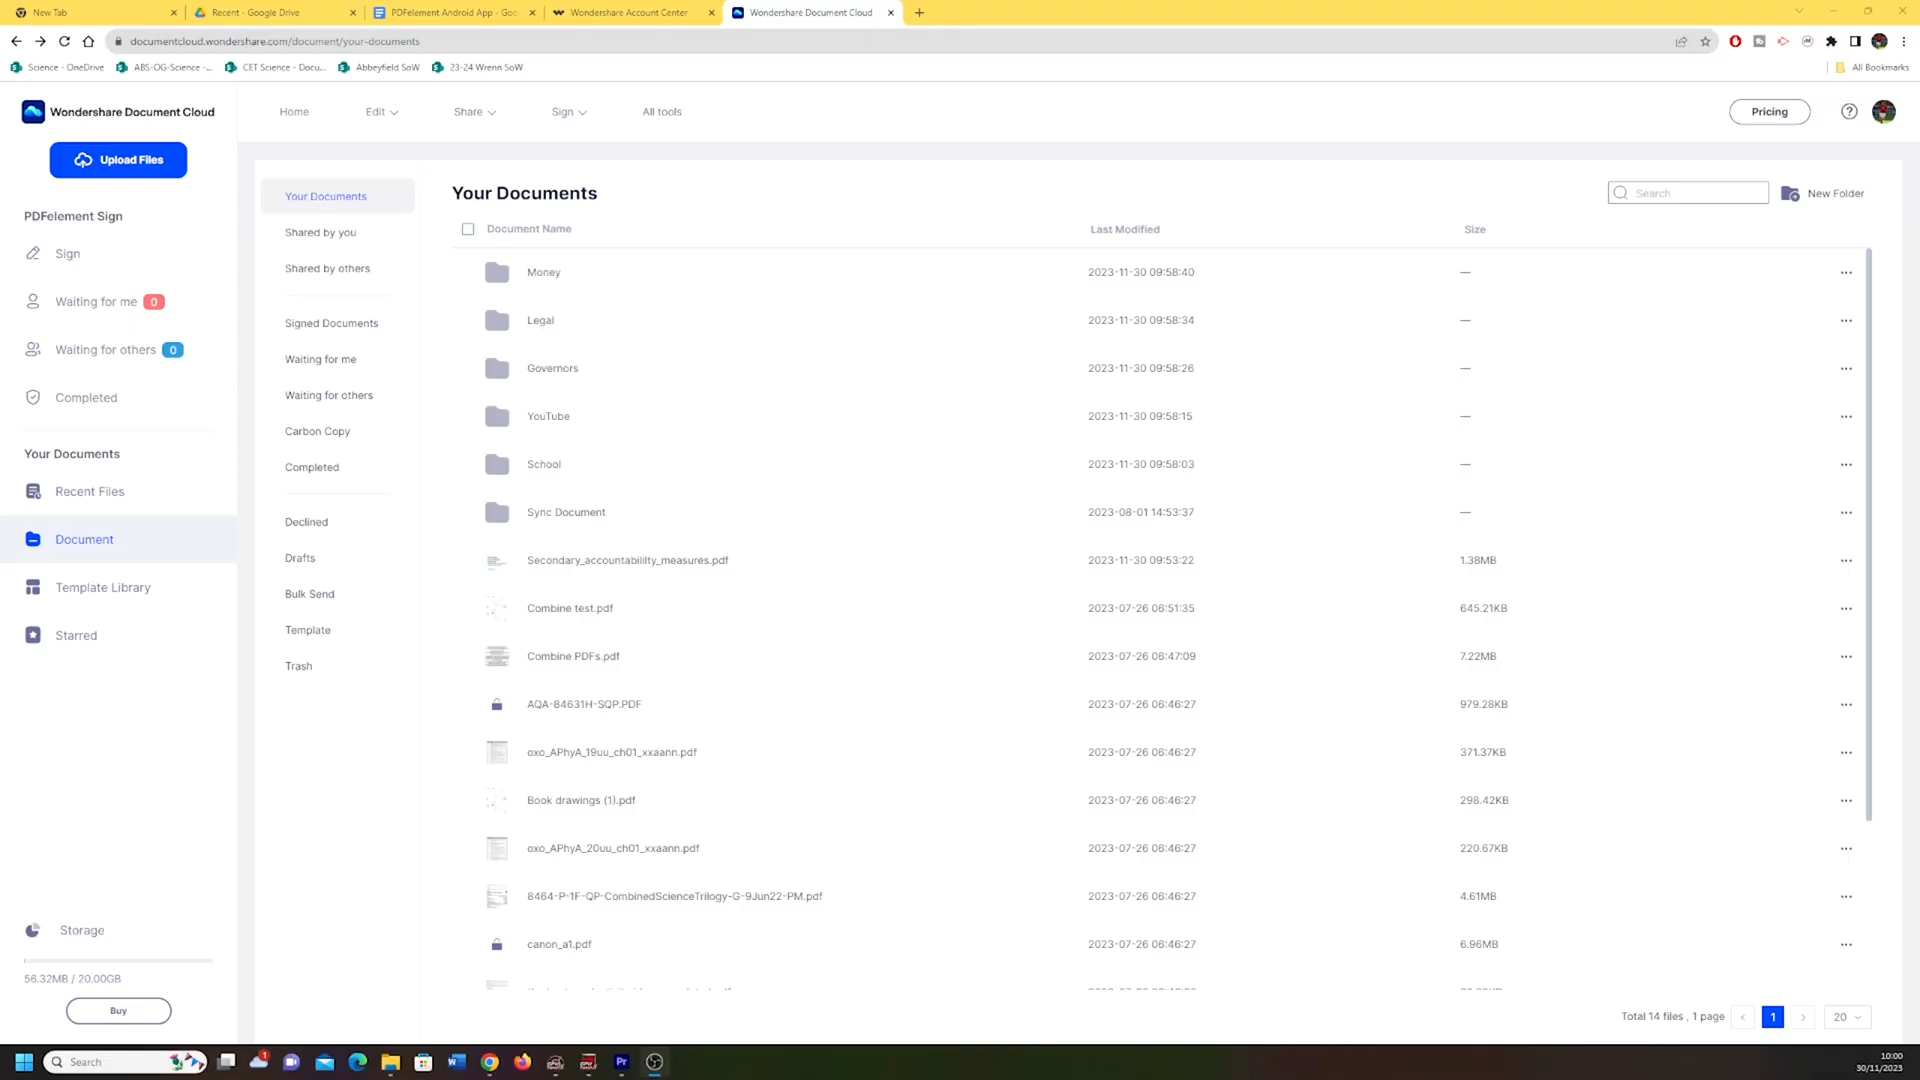 New Tab
Recent - Google Drive
PDFelement Android App - Goo
Wondershare Account Center
Wondershare Document Cloud
documentcloud.wondershare.com/document/your-documents
Science - OneDrive
ABS-OG-Science -...
CET Science - Docu...
Abbeyfield SoW
23-24 Wrenn SoW
All Bookmarks
Wondershare Document Cloud
Home
Edit
Share
Sign
All tools
Pricing
Upload Files
PDFelement Sign
Sign
Waiting for me 0
Waiting for others 0
Completed
Your Documents
Recent Files
Document
Template Library
Starred
Storage
56.32MB / 20.00GB
Buy
Your Documents
Shared by you
Shared by others
Signed Documents
Waiting for me
Waiting for others
Carbon Copy
Completed
Declined
Drafts
Bulk Send
Template
Trash
Your Documents
Search
New Folder
Document Name Last Modified Size
Money 2023-11-30 09:58:40 —
Legal 2023-11-30 09:58:34 —
Governors 2023-11-30 09:58:26 —
YouTube 2023-11-30 09:58:15 —
School 2023-11-30 09:58:03 —
Sync Document 2023-08-01 14:53:37 —
Secondary_accountabililty_measures.pdf 2023-11-30 09:53:22 1.38MB
Combine test.pdf 2023-07-26 06:51:35 645.21KB
Combine PDFs.pdf 2023-07-26 06:47:09 7.22MB
AQA-84631H-SQP.PDF 2023-07-26 06:46:27 979.28KB
oxo_APhyA_19uu_ch01_xxaann.pdf 2023-07-26 06:46:27 371.37KB
Book drawings (1).pdf 2023-07-26 06:46:27 298.42KB
oxo_APhyA_20uu_ch01_xxaann.pdf 2023-07-26 06:46:27 220.67KB
8464-P-1F-QP-CombinedScienceTrilogy-G-9Jun22-PM.pdf 2023-07-26 06:46:27 4.61MB
canon_a1.pdf 2023-07-26 06:46:27 6.96MB
Total 14 files , 1 page
1
20
Search
1
Pr
10:00
30/11/2023